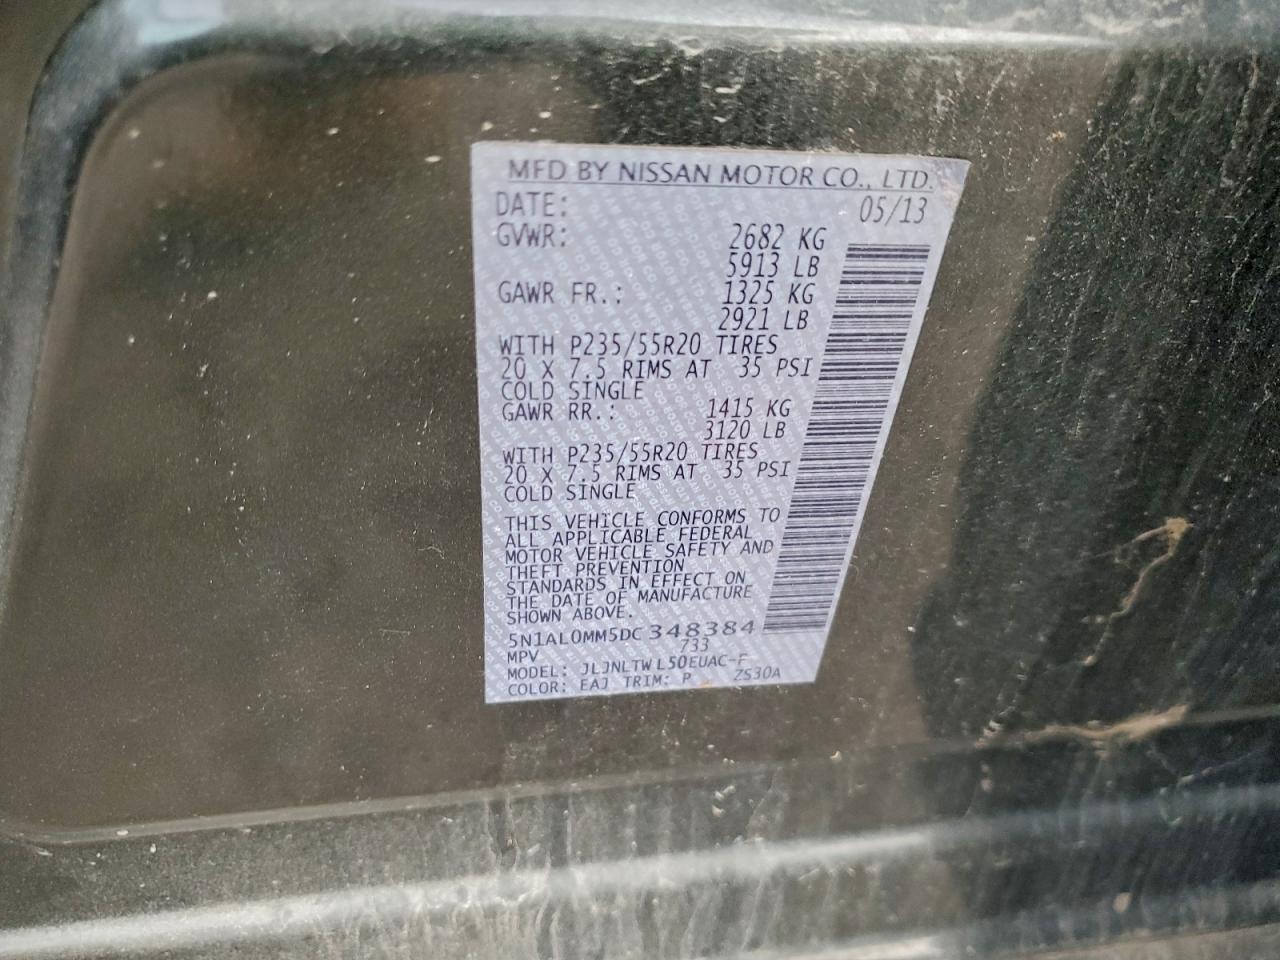 MFD BY NISSAN MOTOR CO., LTD.
DATE: 05/13
GVWR: 2682 KG
5913 LB
GAWR FR.: 1325 KG
2921 LB
WITH P235/55R20 TIRES
20 X 7.5 RIMS AT 35 PSI
COLD SINGLE
GAWR RR.: 1415 KG
3120 LB
WITH P235/55R20 TIRES
20 X 7.5 RIMS AT 35 PSI
COLD SINGLE
THIS VEHICLE CONFORMS TO
ALL APPLICABLE FEDERAL
MOTOR VEHICLE SAFETY AND
THEFT PREVENTION
STANDARDS IN EFFECT ON
THE DATE OF MANUFACTURE
SHOWN ABOVE.
5N1AL0MM5DC348384
MPV 733
MODEL: JLJNLTWL50EUAC-F
COLOR: EAJ TRIM: P ZS30A